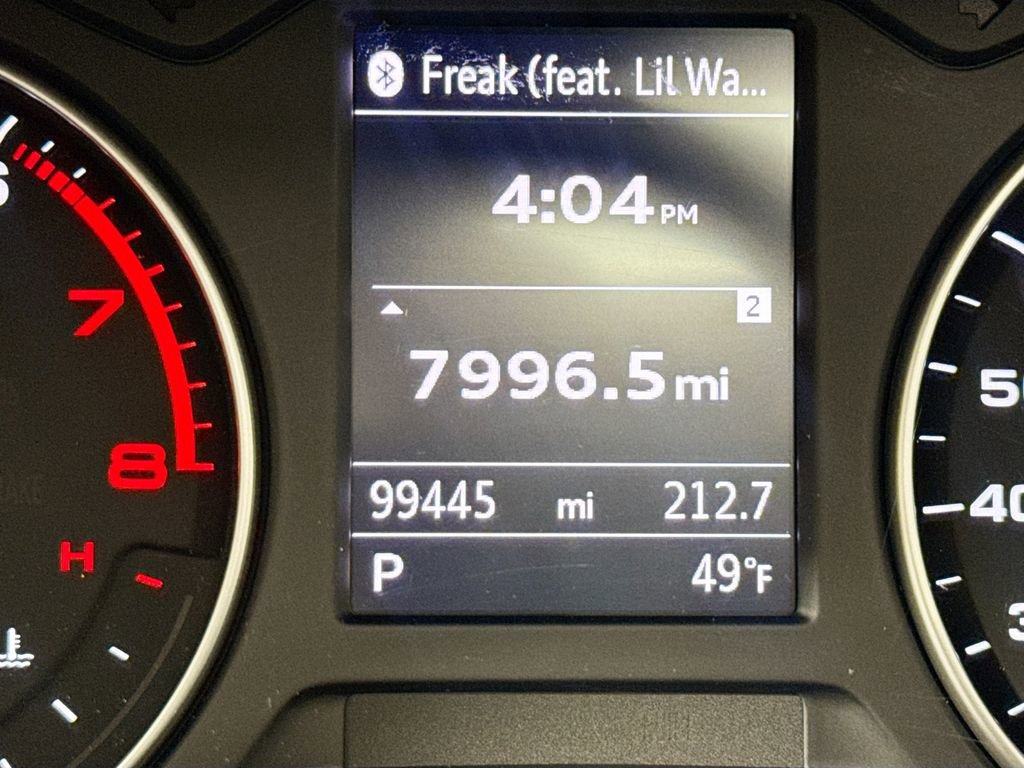 Freak (feat. Lil Wa...
4:04 PM
2
7996.5 mi
99445 mi 212.7
P 49°F
7
8
H
50
40